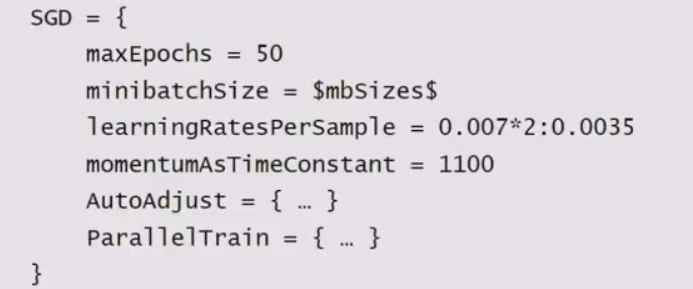 SGD = {
maxEpochs = 50
minibatchSize = $mbSizes$
learningRatesPerSample = 0.007*2:0.0035
momentumAsTimeConstant = 1100
AutoAdjust = { … }
ParallelTrain = { … }
}